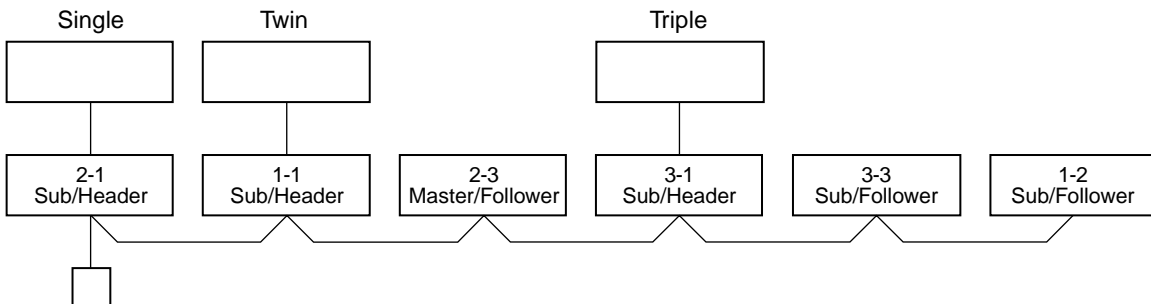 Single
Twin
Triple
2-1
Sub/Header
1-1
Sub/Header
2-3
Master/Follower
3-1
Sub/Header
3-3
Sub/Follower
1-2
Sub/Follower